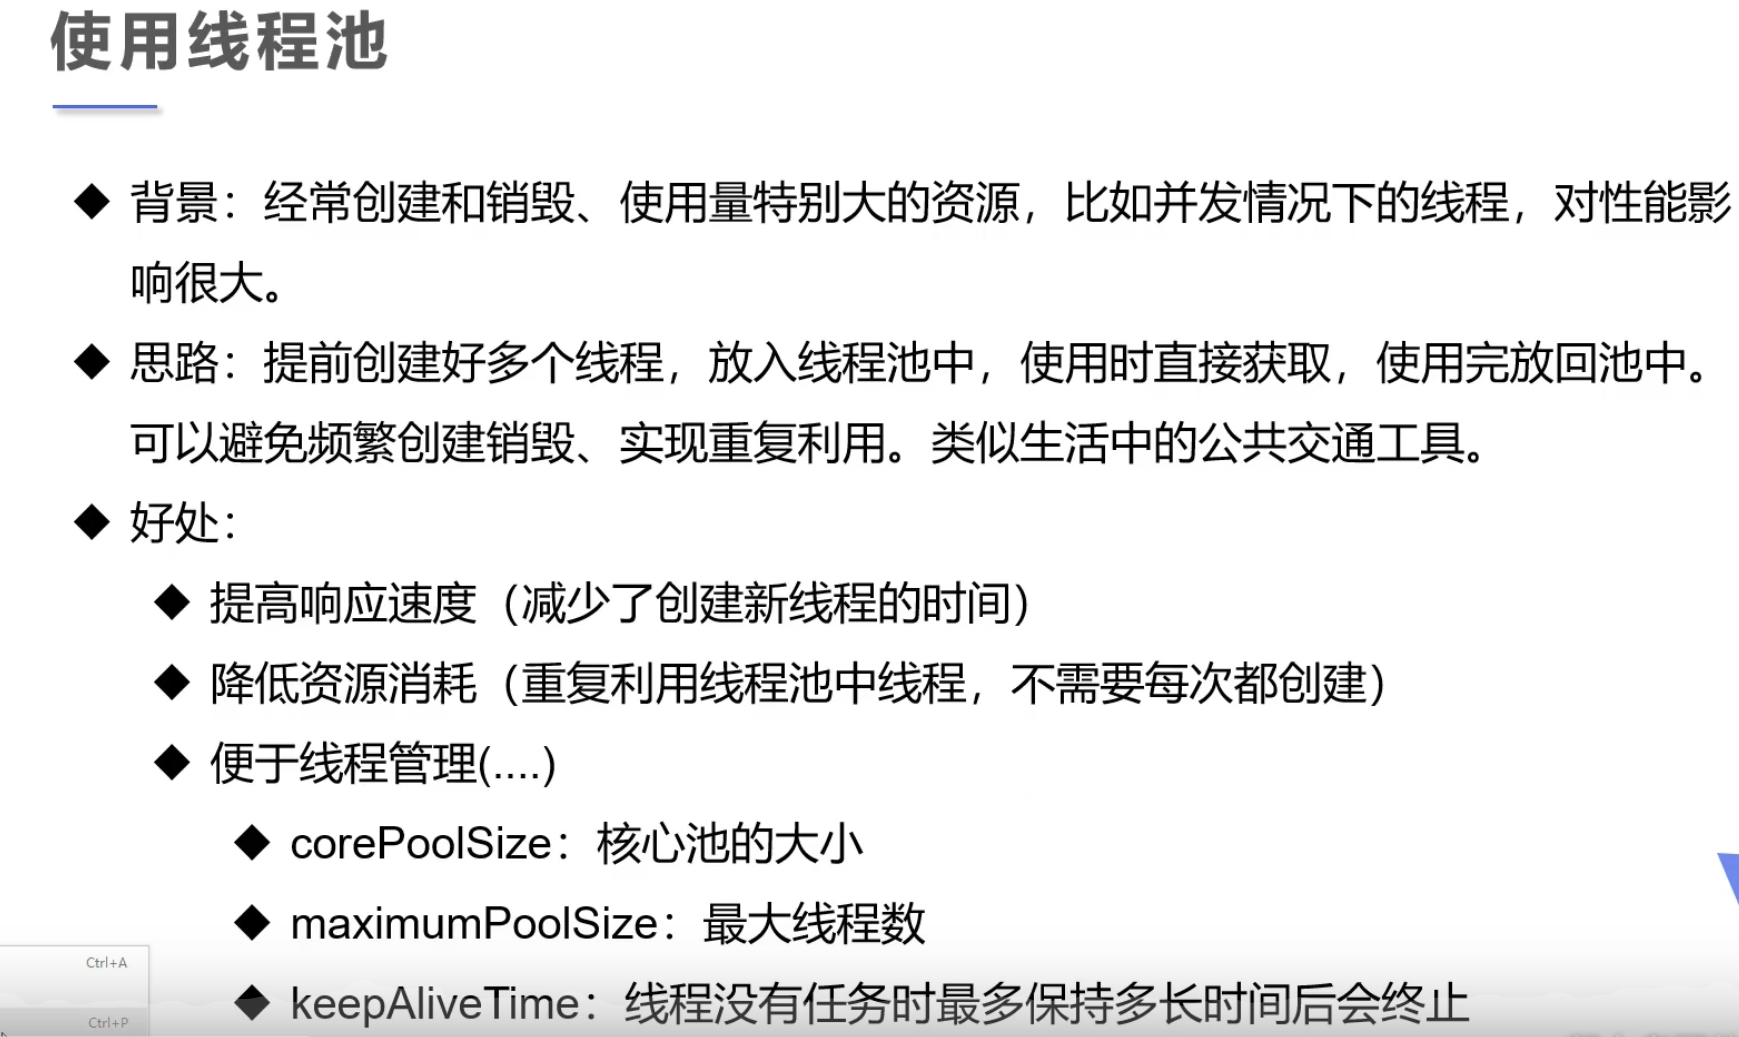 使用线程池
背景：经常创建和销毁、使用量特别大的资源，比如并发情况下的线程，对性能影
响很大。
思路：提前创建好多个线程，放入线程池中，使用时直接获取，使用完放回池中。
可以避免频繁创建销毁、实现重复利用。类似生活中的公共交通工具。
好处：
提高响应速度（减少了创建新线程的时间）
降低资源消耗（重复利用线程池中线程，不需要每次都创建）
便于线程管理(....)
corePoolSize：核心池的大小
maximumPoolSize：最大线程数
Ctrl+A
keepAliveTime：线程没有任务时最多保持多长时间后会终止
Ctrl+P